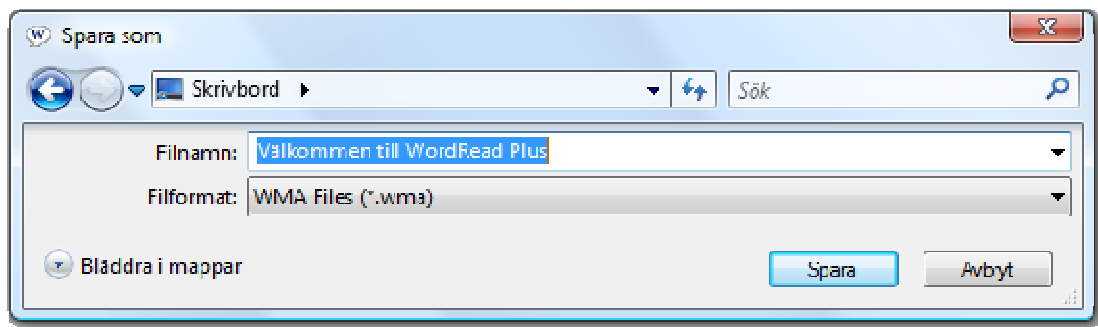 Spara som
Skrivbord
Sök
Filnamn: Välkommen till WordRead Plus
Filformat: WMA Files (*.wma)
Bläddra i mappar
Spara Avbryt